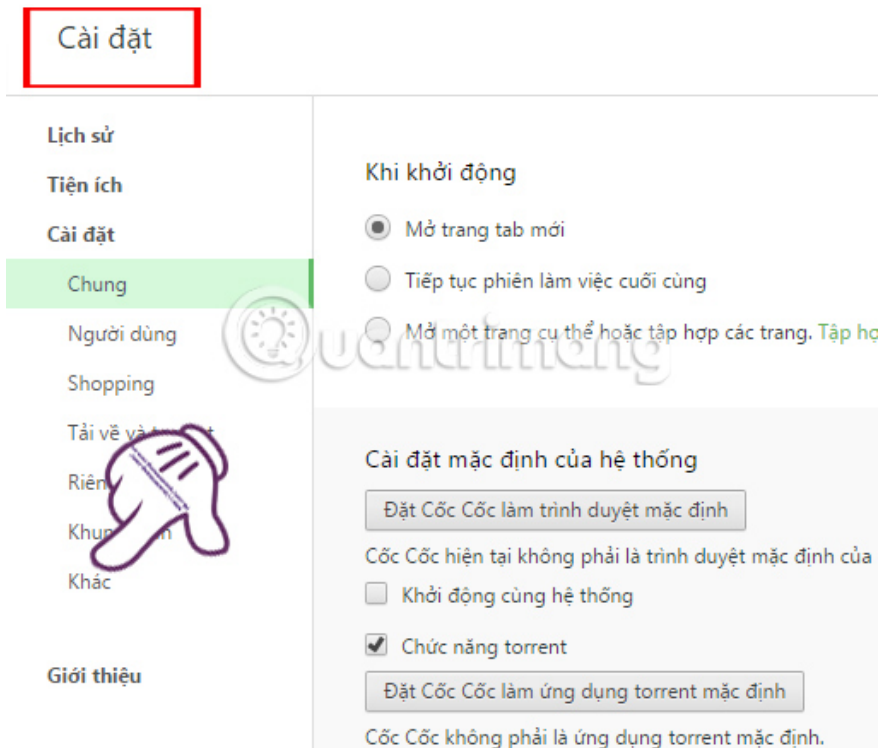 Cài đặt
Lịch sử
Tiện ích
Cài đặt
Chung
Người dùng
Shopping
Tải về và
Riên
Khu
Khác
Giới thiệu
Khi khởi động
Mở trang tab mới
Tiếp tục phiên làm việc cuối cùng
Mở một trang cụ thể hoặc tập hợp các trang. Tập hợ
Quantrimang
Cài đặt mặc định của hệ thống
Đặt Cốc Cốc làm trình duyệt mặc định
Cốc Cốc hiện tại không phải là trình duyệt mặc định của
Khởi động cùng hệ thống
Chức năng torrent
Đặt Cốc Cốc làm ứng dụng torrent mặc định
Cốc Cốc không phải là ứng dụng torrent mặc định.